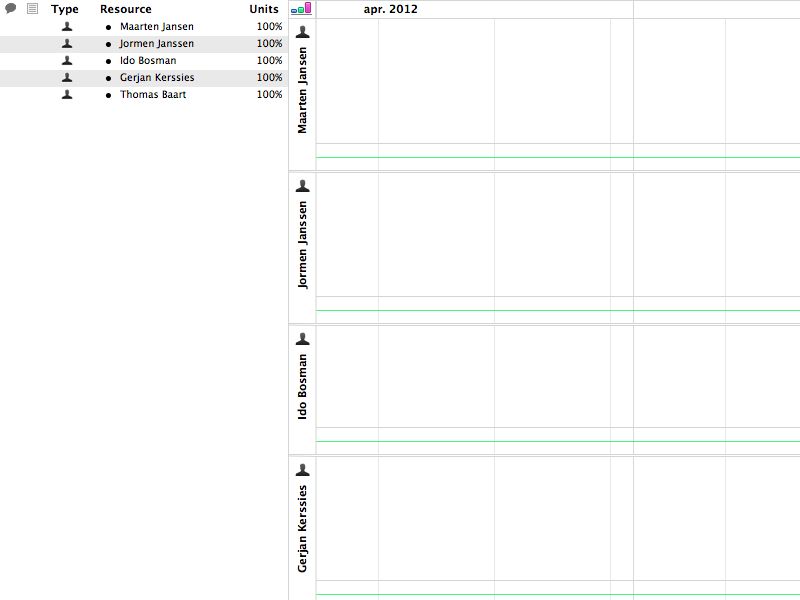 Type Resource Units
Maarten Jansen 100%
Jormen Janssen 100%
Ido Bosman 100%
Gerjan Kerssies 100%
Thomas Baart 100%
apr. 2012
Maarten Jansen
Jormen Janssen
Ido Bosman
Gerjan Kerssies